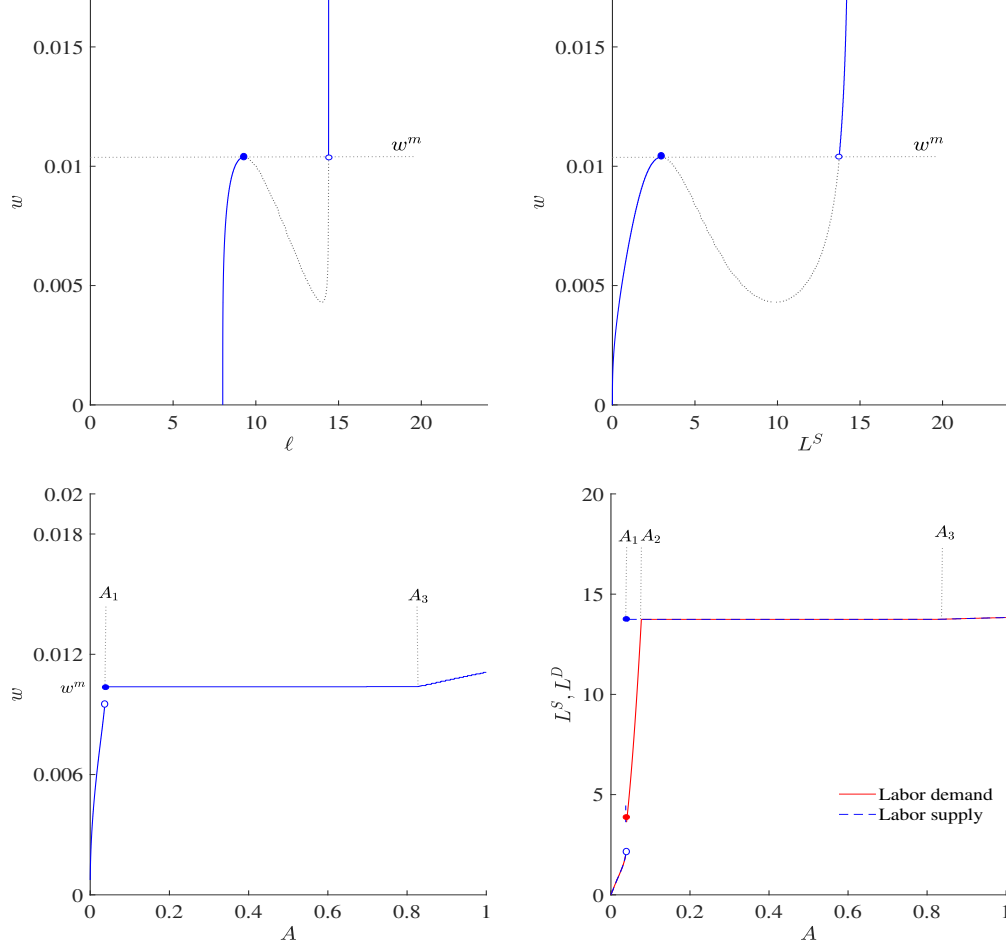 0.015
0.01
0.005
0
w
w^m
0 5 10 15 20
ℓ
0.015
0.01
0.005
0
w
w^m
0 5 10 15 20
L^S
0.02
0.018
0.012
w^m
0.006
0
w
A_1
A_3
0 0.2 0.4 0.6 0.8 1
A
20
15
10
5
0
L^S, L^D
A_1 A_2
A_3
Labor demand
Labor supply
0 0.2 0.4 0.6 0.8 1
A